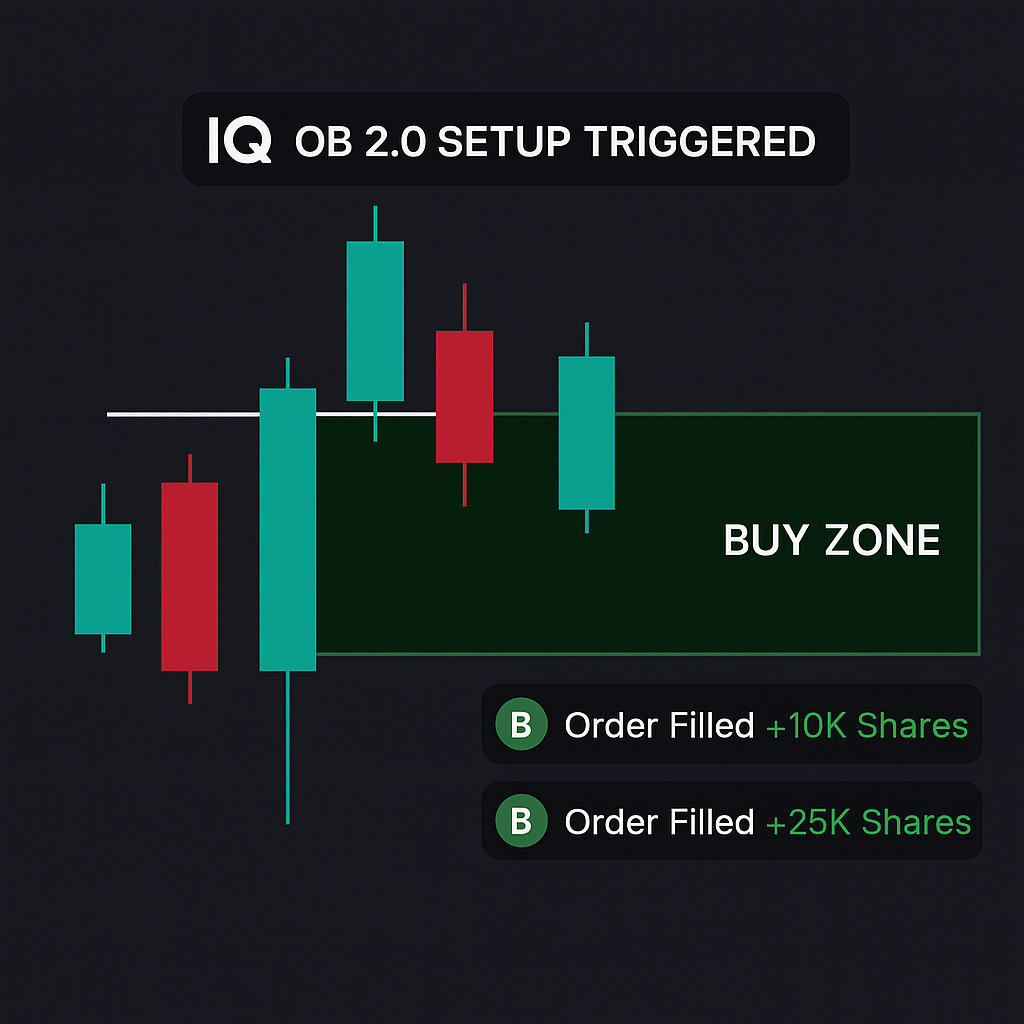 IQ OB 2.0 SETUP TRIGGERED
BUY ZONE
B Order Filled +10K Shares
B Order Filled +25K Shares